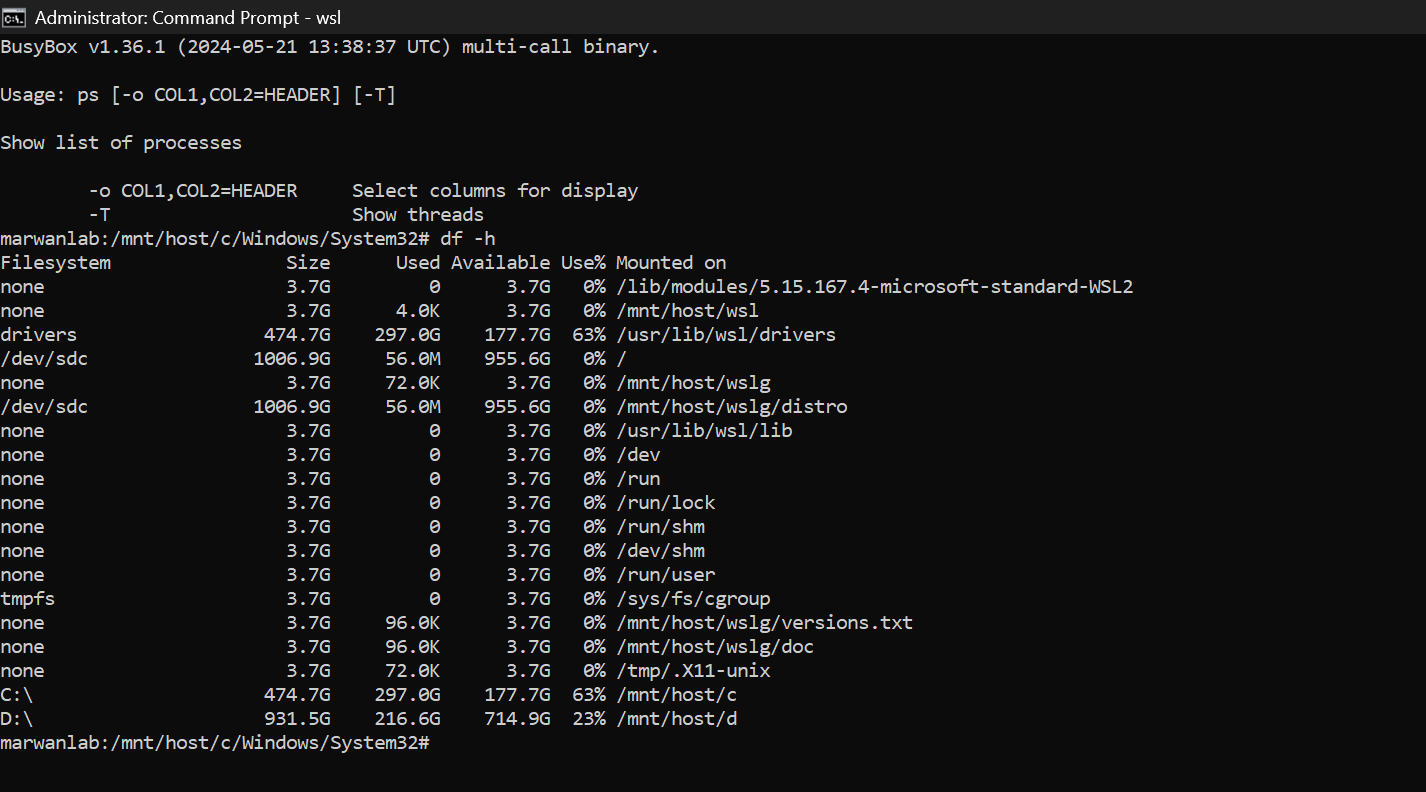 Administrator: Command Prompt - wsl
BusyBox v1.36.1 (2024-05-21 13:38:37 UTC) multi-call binary.
Usage: ps [-o COL1,COL2=HEADER] [-T]
Show list of processes
-o COL1,COL2=HEADER     Select columns for display
-T                      Show threads
marwanlab:/mnt/host/c/Windows/System32# df -h
Filesystem                Size      Used Available Use% Mounted on
none                      3.7G         0      3.7G   0% /lib/modules/5.15.167.4-microsoft-standard-WSL2
none                      3.7G      4.0K      3.7G   0% /mnt/host/wsl
drivers                 474.7G    297.0G    177.7G  63% /usr/lib/wsl/drivers
/dev/sdc               1006.9G     56.0M    955.6G   0% /
none                      3.7G     72.0K      3.7G   0% /mnt/host/wslg
/dev/sdc               1006.9G     56.0M    955.6G   0% /mnt/host/wslg/distro
none                      3.7G         0      3.7G   0% /usr/lib/wsl/lib
none                      3.7G         0      3.7G   0% /dev
none                      3.7G         0      3.7G   0% /run
none                      3.7G         0      3.7G   0% /run/lock
none                      3.7G         0      3.7G   0% /run/shm
none                      3.7G         0      3.7G   0% /dev/shm
none                      3.7G         0      3.7G   0% /run/user
tmpfs                     3.7G         0      3.7G   0% /sys/fs/cgroup
none                      3.7G     96.0K      3.7G   0% /mnt/host/wslg/versions.txt
none                      3.7G     96.0K      3.7G   0% /mnt/host/wslg/doc
none                      3.7G     72.0K      3.7G   0% /tmp/.X11-unix
C:\                     474.7G    297.0G    177.7G  63% /mnt/host/c
D:\                     931.5G    216.6G    714.9G  23% /mnt/host/d
marwanlab:/mnt/host/c/Windows/System32#